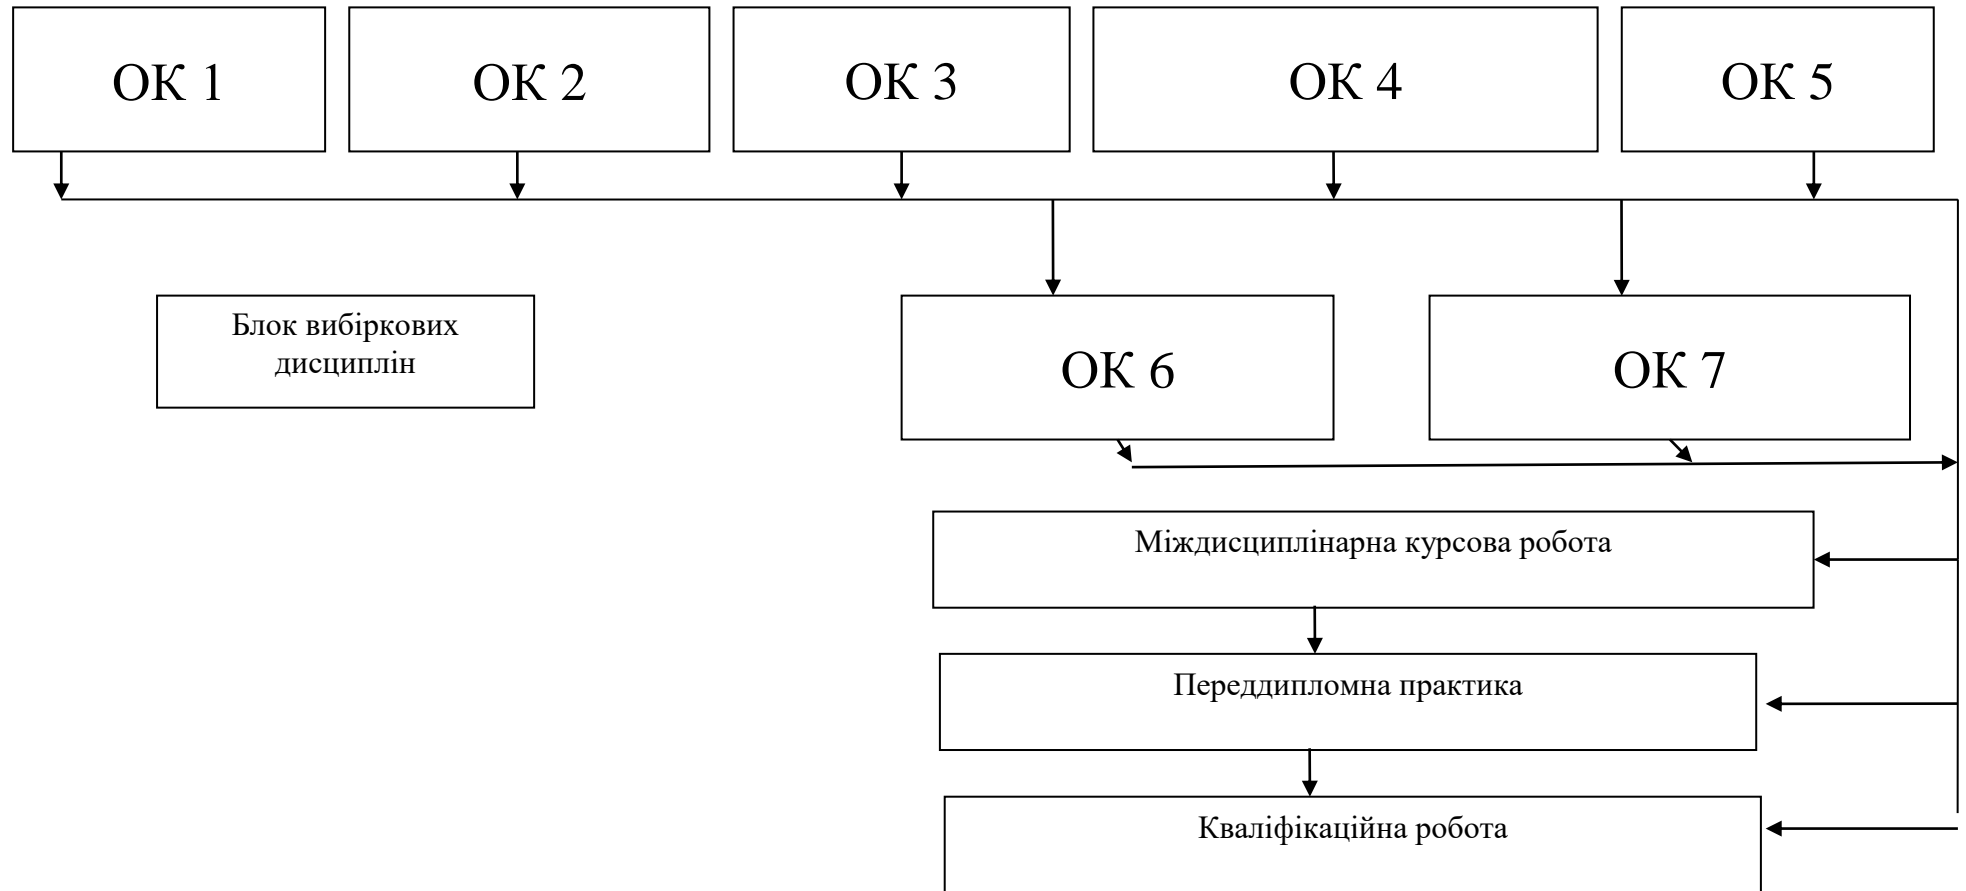 ОК 1
ОК 2
ОК 3
ОК 4
ОК 5
Блок вибіркових
дисциплін
ОК 6
ОК 7
Міждисциплінарна курсова робота
Переддипломна практика
Кваліфікаційна робота